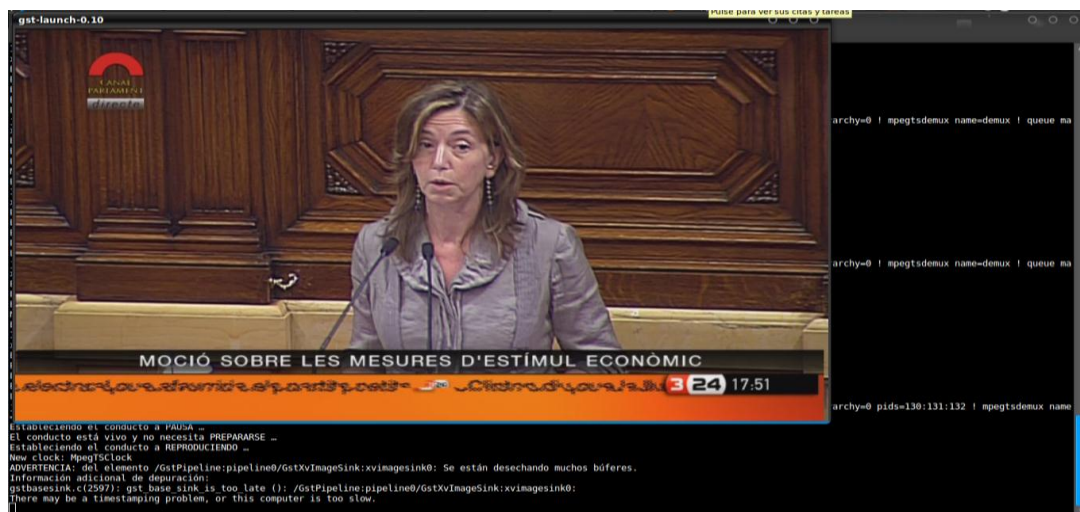 Pulse para ver sus citas y tareas
gst-launch-0.10
CANAL
PARLAMENT
directe
archy=0 ! mpegtsdemux name=demux ! queue ma
archy=0 ! mpegtsdemux name=demux ! queue ma
MOCIÓ SOBRE LES MESURES D'ESTÍMUL ECONÒMIC
3 24 17:51
archy=0 pids=130:131:132 ! mpegtsdemux name
Estableciendo el conducto a PAUSA …
El conducto está vivo y no necesita PREPARARSE …
Estableciendo el conducto a REPRODUCIENDO …
New clock: MpegTSClock
ADVERTENCIA: del elemento /GstPipeline:pipeline0/GstXvImageSink:xvimagesink0: Se están desechando muchos búferes.
Información adicional de depuración:
gstbasesink.c(2597): gst_base_sink_is_too_late (): /GstPipeline:pipeline0/GstXvImageSink:xvimagesink0:
There may be a timestamping problem, or this computer is too slow.